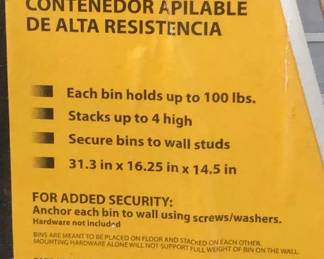 CONTENEDOR APILABLE
DE ALTA RESISTENCIA
Each bin holds up to 100 lbs.
Stacks up to 4 high
Secure bins to wall studs
31.3 in x 16.25 in x 14.5 in
FOR ADDED SECURITY:
Anchor each bin to wall using screws/washers.
Hardware not included
BINS ARE MEANT TO BE PLACED ON FLOOR AND STACKED ON EACH OTHER.
MOUNTING HARDWARE ALONE WILL NOT SUPPORT FULL WEIGHT OF BIN ON THE WALL.